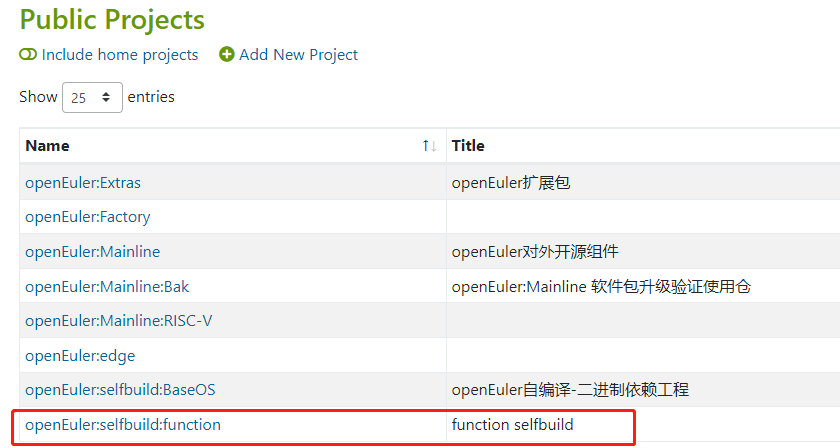 Public Projects
Include home projects Add New Project
Show 25 entries
Name Title
openEuler:Extras openEuler扩展包
openEuler:Factory
openEuler:Mainline openEuler对外开源组件
openEuler:Mainline:Bak openEuler:Mainline 软件包升级验证使用仓
openEuler:Mainline:RISC-V
openEuler:edge
openEuler:selfbuild:BaseOS openEuler自编译-二进制依赖工程
openEuler:selfbuild:function function selfbuild